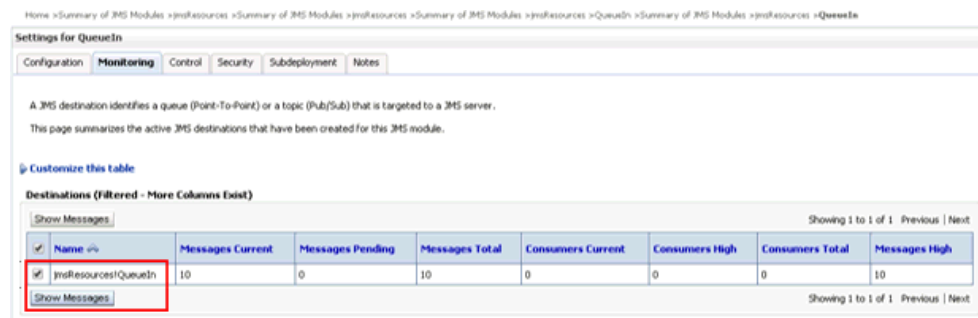 Home >Summary of JMS Modules >jmsResources >Summary of JMS Modules >jmsResources >Summary of JMS Modules >jmsResources >QueueIn >Summary of JMS Modules >jmsResources >QueueIn
Settings for QueueIn
Configuration Monitoring Control Security Subdeployment Notes
A JMS destination identifies a queue (Point-To-Point) or a topic (Pub/Sub) that is targeted to a JMS server.
This page summarizes the active JMS destinations that have been created for this JMS module.
Customize this table
Destinations (Filtered - More Columns Exist)
Show Messages Showing 1 to 1 of 1 Previous | Next
Name Messages Current Messages Pending Messages Total Consumers Current Consumers High Consumers Total Messages High
jmsResources!QueueIn 10 0 10 0 0 0 10
Show Messages Showing 1 to 1 of 1 Previous | Next